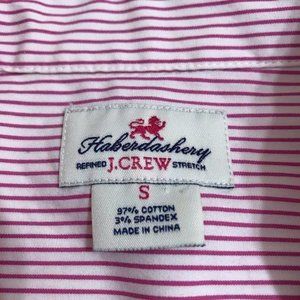 Haberdashery
REFINED J.CREW STRETCH
S
97% COTTON
3% SPANDEX
MADE IN CHINA